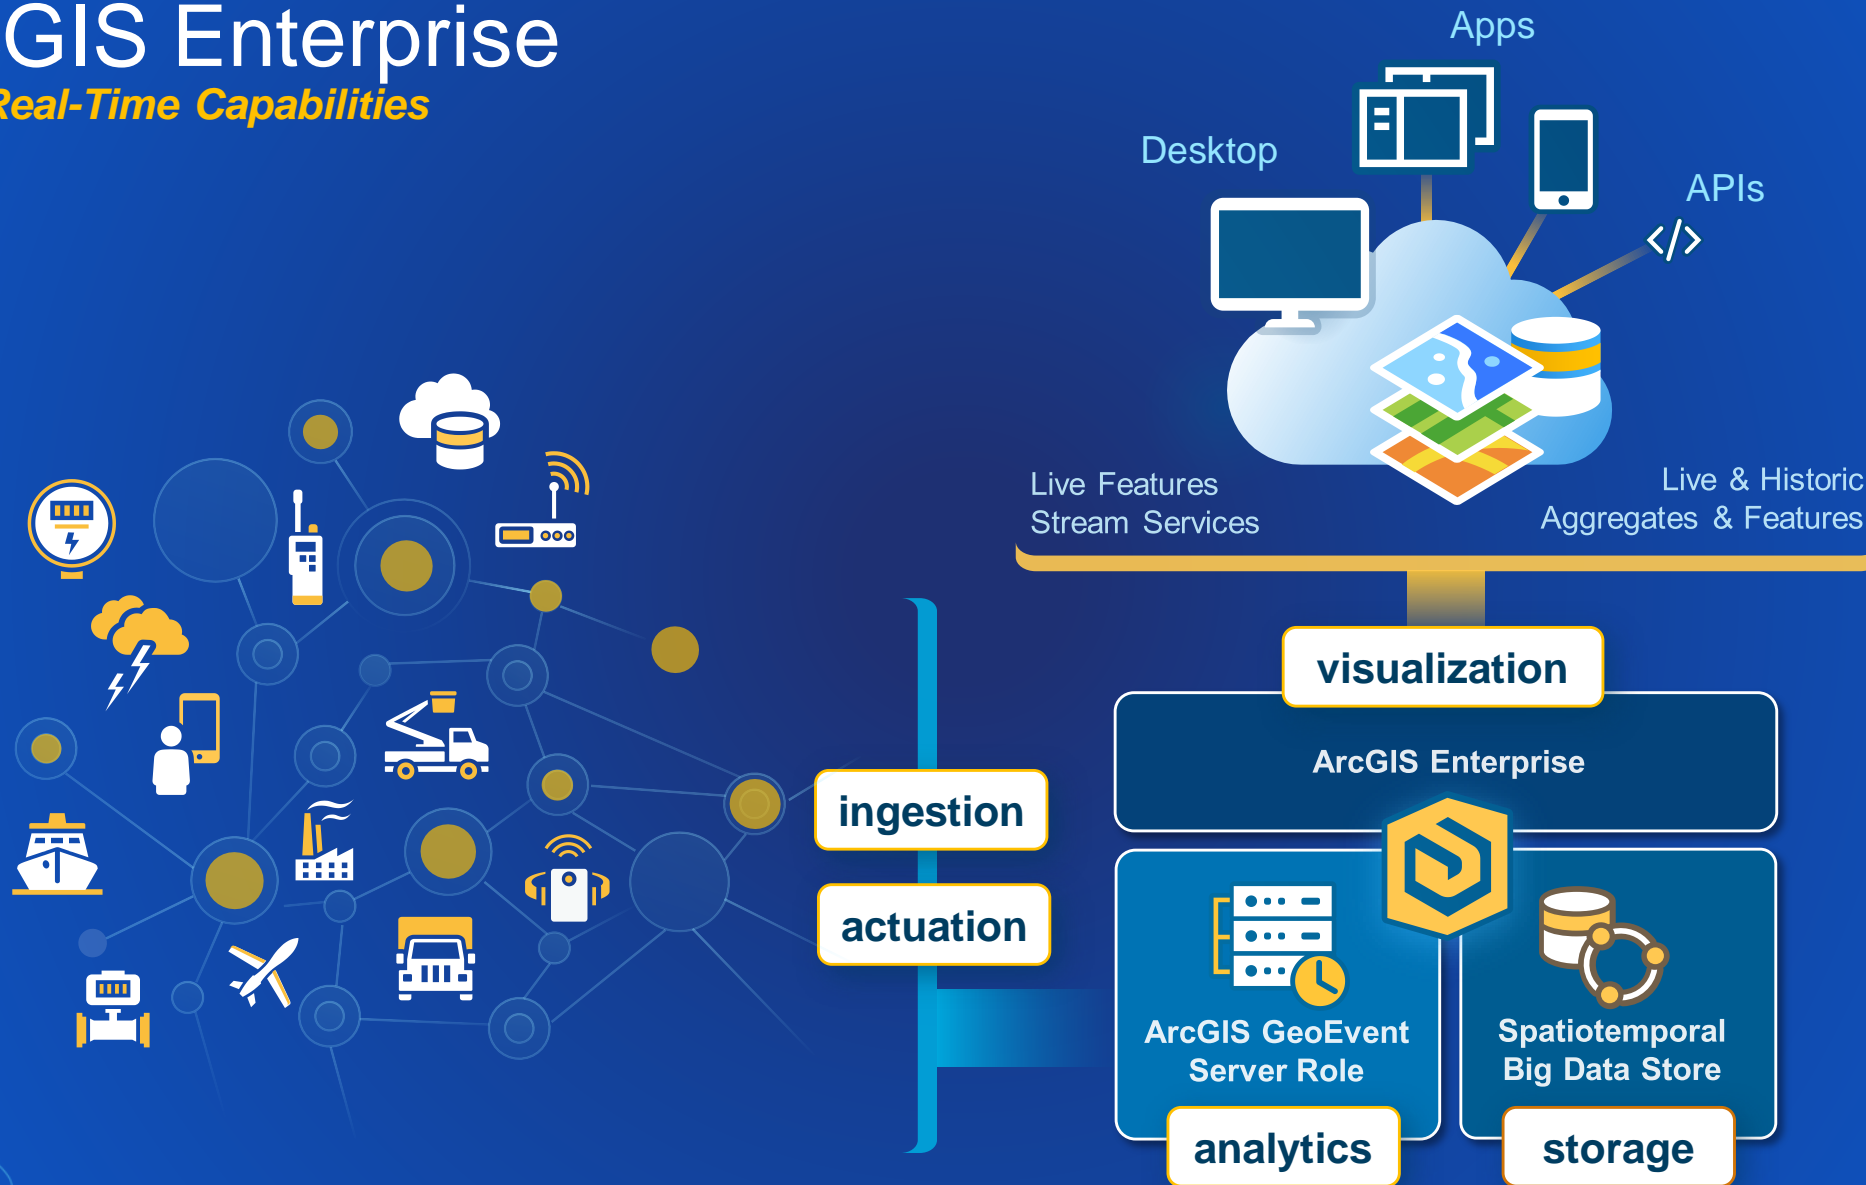 GIS Enterprise
Real-Time Capabilities
Apps
Desktop
APIs
Live Features
Stream Services
Live & Historic
Aggregates & Features
visualization
ArcGIS Enterprise
ingestion
actuation
ArcGIS GeoEvent
Server Role
Spatiotemporal
Big Data Store
analytics
storage